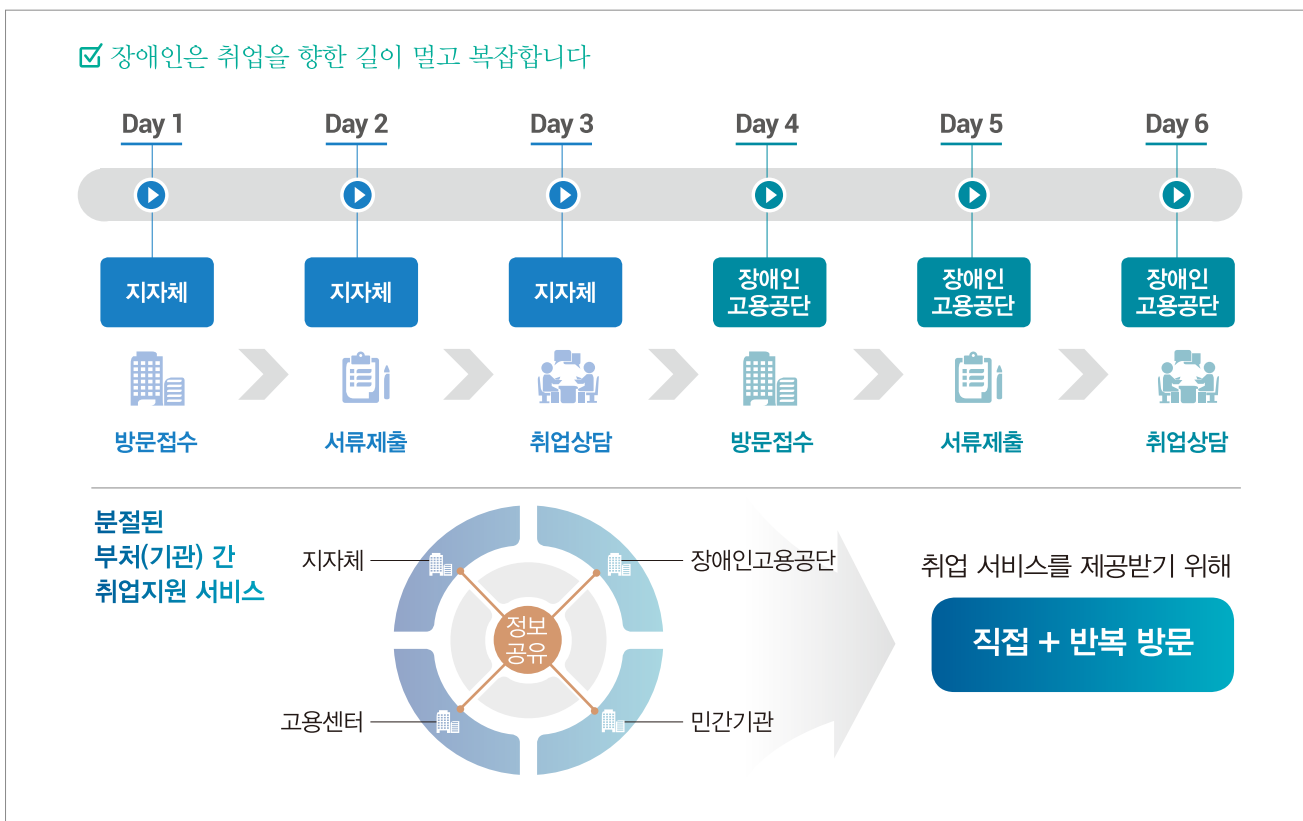 장애인은 취업을 향한 길이 멀고 복잡합니다
Day 1
Day 2
Day 3
Day 4
Day 5
Day 6
지자체
지자체
지자체
장애인
고용공단
장애인
고용공단
장애인
고용공단
방문접수
서류제출
취업상담
방문접수
서류제출
취업상담
분절된
부처(기관) 간
취업지원 서비스
지자체
장애인고용공단
정보
공유
고용센터
민간기관
취업 서비스를 제공받기 위해
직접 + 반복 방문